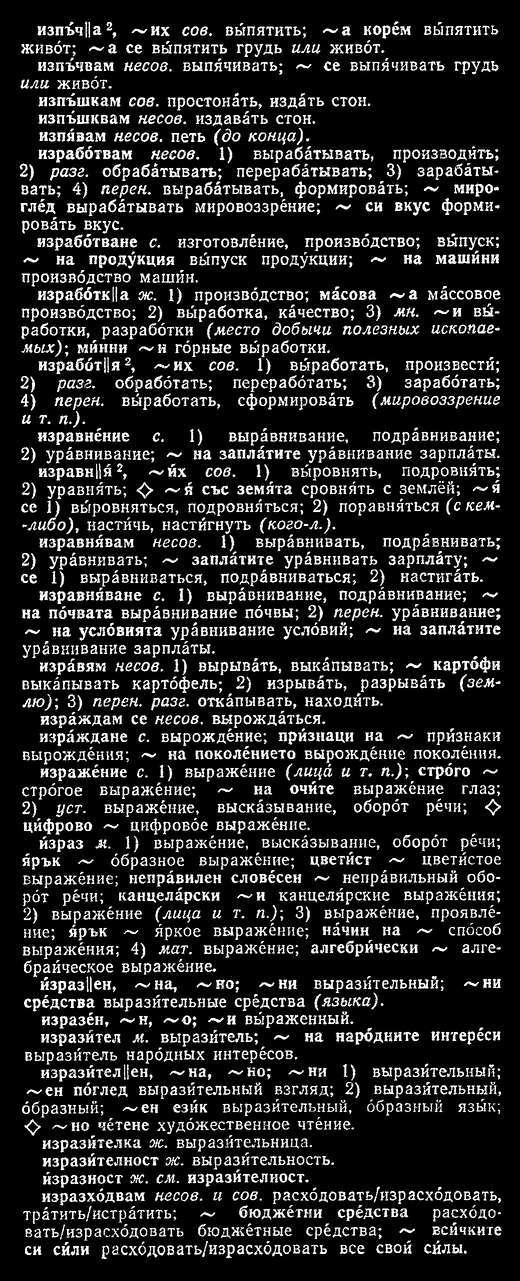 изпъ́ч||а², ~их сов. вы́пятить; ~а коре́м вы́пятить
живо́т; ~а се вы́пятить грудь или живо́т.
изпъ́чвам несов. выпя́чивать; ~ се выпя́чивать грудь
или живо́т.
изпъ́шкам сов. простона́ть, изда́ть стон.
изпъ́шквам несов. издава́ть стон.
изпя́вам несов. петь (до конца́).
израбо́твам несов. 1) выраба́тывать, производи́ть;
2) разг. обраба́тывать; перераба́тывать; 3) зараба́ты-
вать; 4) перен. выраба́тывать, формирова́ть; ~ миро-
гле́д выраба́тывать мировоззре́ние; ~ си вкус форми-
рова́ть вкус.
израбо́тване с. изготовле́ние, произво́дство; вы́пуск;
~ на проду́кция вы́пуск проду́кции; ~ на маши́ни
произво́дство маши́н.
израбо́тк||а ж. 1) произво́дство; ма́сова ~а ма́ссовое
произво́дство; 2) вы́работка, ка́чество; 3) мн. ~и вы́-
работки, разрабо́тки (место добычи полезных ископае-
мых); ми́нни ~и го́рные вы́работки.
израбо́т||я², ~их сов. 1) вы́работать, произвести́;
2) разг. обрабо́тать; перерабо́тать; 3) зарабо́тать;
4) перен. вы́работать, сформирова́ть (мировоззрение
и т. п.).
изравне́ние с. 1) выра́внивание, подра́внивание;
2) ура́внивание; ~ на запла́тите ура́внивание зарпла́ты.
изравн||я́², ~и́х сов. 1) вы́ровнять, подровня́ть;
2) уравня́ть; ◇ ~я́ със земя́та сровня́ть с землёй; ~я́
се 1) вы́ровняться, подровня́ться; 2) поравня́ться (с кем-
-либо), насти́чь, насти́гнуть (кого-л.).
изравня́вам несов. 1) выра́внивать, подра́внивать;
2) ура́внивать; ~ запла́тите ура́внивать зарпла́ту; ~
се 1) выра́вниваться, подра́вниваться; 2) настига́ть.
изравня́ване с. 1) выра́внивание, подра́внивание; ~
на по́чвата выра́внивание по́чвы; 2) перен. ура́внивание;
~ на усло́вията ура́внивание усло́вий; ~ на запла́тите
ура́внивание зарпла́ты.
изра́вям несов. 1) вырыва́ть, выка́пывать; ~ карто́фи
выка́пывать карто́фель; 2) изрыва́ть, разрыва́ть (зем-
лю); 3) перен. разг. отка́пывать, находи́ть.
изра́ждам се несов. вырожда́ться.
изра́ждане с. вырожде́ние; при́знаци на ~ при́знаки
вырожде́ния; ~ на поколе́нието вырожде́ние поколе́ния.
израже́ние с. 1) выраже́ние (лица́ и т. п.); стро́го ~
стро́гое выраже́ние; ~ на очи́те выраже́ние глаз;
2) уст. выраже́ние, выска́зывание, оборо́т ре́чи; ◇
ци́фрово ~ цифрово́е выраже́ние.
и́зраз м. 1) выраже́ние, выска́зывание, оборо́т ре́чи;
я́рък ~ о́бразное выраже́ние; цвети́ст ~ цвети́стое
выраже́ние; непра́вилен слове́сен ~ непра́вильный обо-
ро́т ре́чи; канцела́рски ~и канцеля́рские выраже́ния;
2) выраже́ние (лица и т. п.); 3) выраже́ние, проявле́-
ние; я́рък ~ я́ркое выраже́ние; на́чин на ~ спо́соб
выраже́ния; 4) мат. выраже́ние; алгебри́чески ~ алге-
браи́ческое выраже́ние.
и́зраз||ен, ~на, ~но; ~ни вырази́тельный; ~ни
сре́дства вырази́тельные сре́дства (языка).
изразе́н, ~н, ~о; ~и вы́раженный.
изрази́тел м. вырази́тель; ~ на наро́дните интере́си
вырази́тель наро́дных интере́сов.
изрази́тел||ен, ~на, ~но; ~ни 1) вырази́тельный;
~ен по́глед вырази́тельный взгляд; 2) вырази́тельный,
о́бразный; ~ен ези́к вырази́тельный, о́бразный язы́к;
◇ ~но че́тене худо́жественное чте́ние.
изрази́телка ж. вырази́тельница.
изрази́телност ж. вырази́тельность.
и́зразност ж. см. изрази́телност.
изразхо́двам несов. и сов. расхо́довать/израсхо́довать,
тра́тить/истра́тить; ~ бюдже́тни сре́дства расхо́до-
вать/израсхо́довать бюдже́тные сре́дства; ~ вси́чките
си си́ли расхо́довать/израсхо́довать все свои́ си́лы.